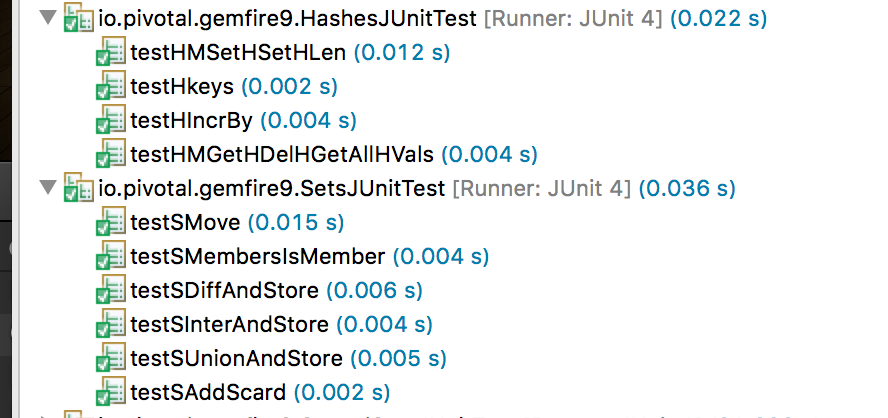 io.pivotal.gemfire9.HashesJUnitTest [Runner: JUnit 4] (0.022 s)
testHMSetHSetHLen (0.012 s)
testHkeys (0.002 s)
testHIncrBy (0.004 s)
testHMGetHDelHGetAllHVals (0.004 s)
io.pivotal.gemfire9.SetsJUnitTest [Runner: JUnit 4] (0.036 s)
testSMove (0.015 s)
testSMembersIsMember (0.004 s)
testSDiffAndStore (0.006 s)
testSInterAndStore (0.004 s)
testSUnionAndStore (0.005 s)
testSAddScard (0.002 s)